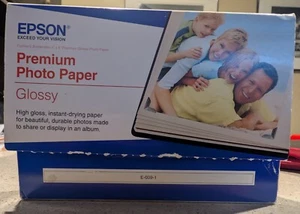 EPSON
EXCEED YOUR VISION
Premium
Photo Paper
Glossy
High gloss, instant-drying paper
for beautiful, durable photos made
to share or display in an album.